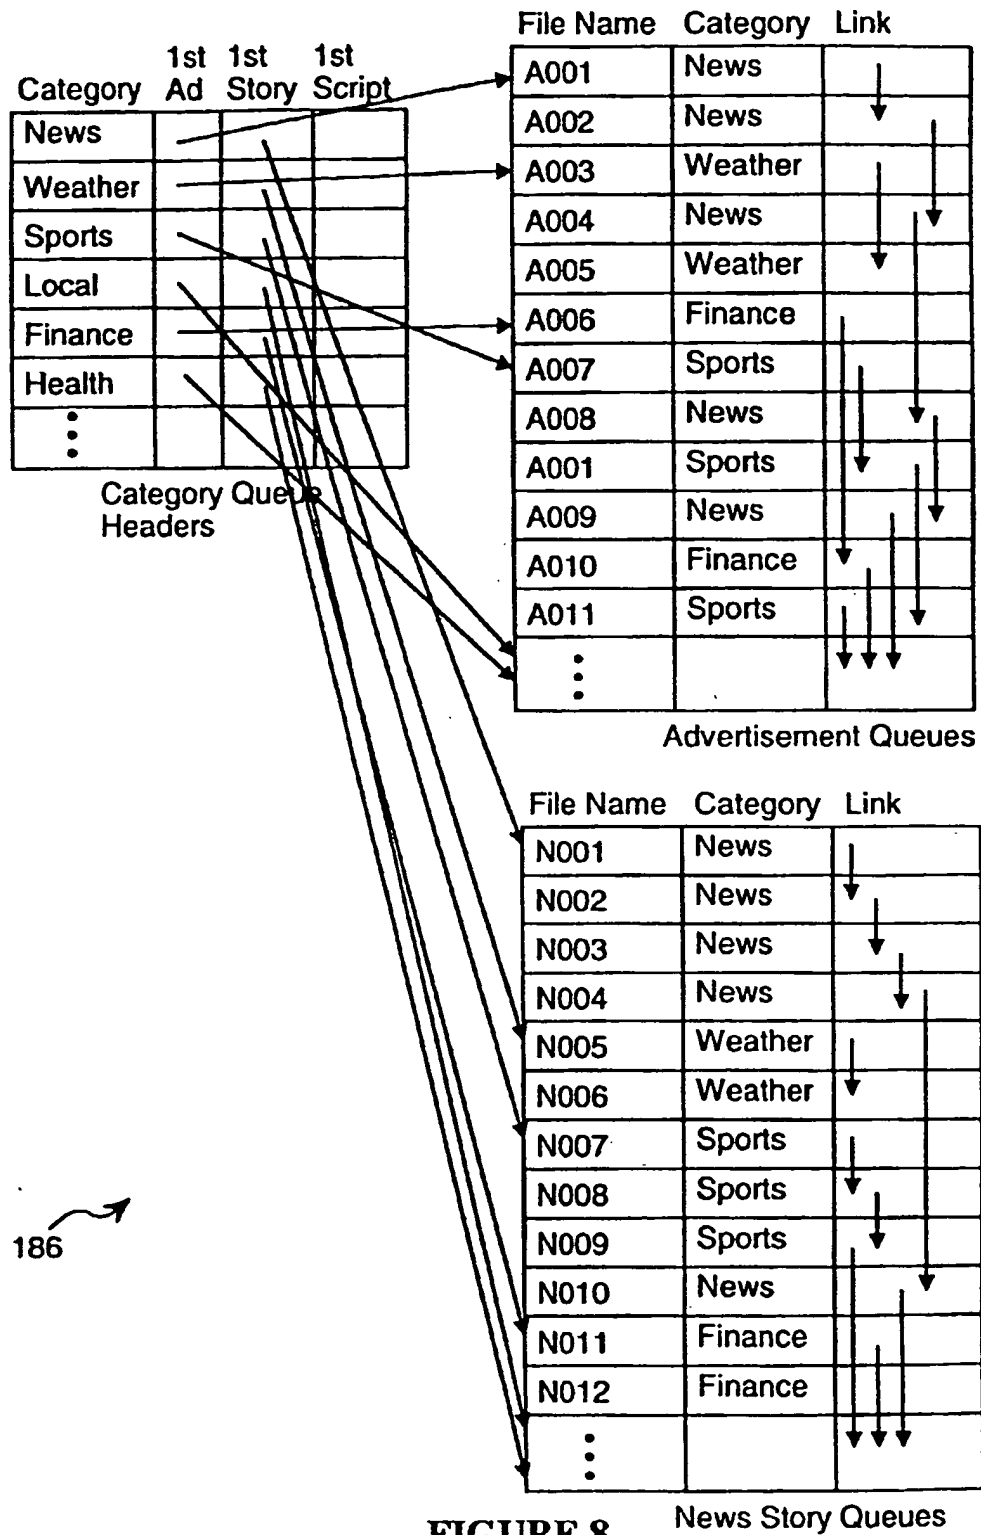 Category 1st Ad 1st Story 1st Script
News
Weather
Sports
Local
Finance
Health
Category Queue
Headers
File Name Category Link
A001 News
A002 News
A003 Weather
A004 News
A005 Weather
A006 Finance
A007 Sports
A008 News
A001 Sports
A009 News
A010 Finance
A011 Sports
Advertisement Queues
File Name Category Link
N001 News
N002 News
N003 News
N004 News
N005 Weather
N006 Weather
N007 Sports
N008 Sports
N009 Sports
N010 News
N011 Finance
N012 Finance
News Story Queues
186
FIGURE 8